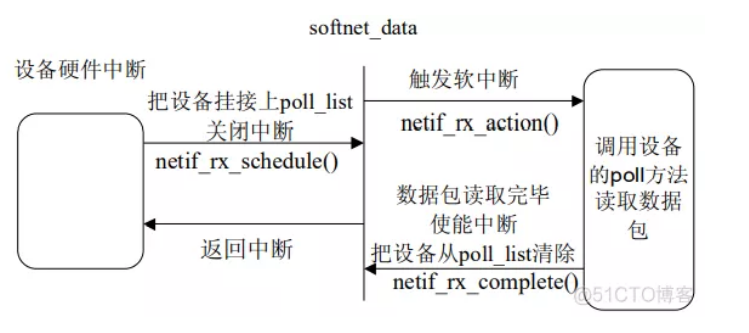 softnet_data
设备硬件中断
把设备挂接上poll_list
关闭中断
netif_rx_schedule()
返回中断
触发软中断
netif_rx_action()
数据包读取完毕
使能中断
把设备从poll_list清除
netif_rx_complete()
调用设备
的poll方法
读取数据
包
@51CTO博客